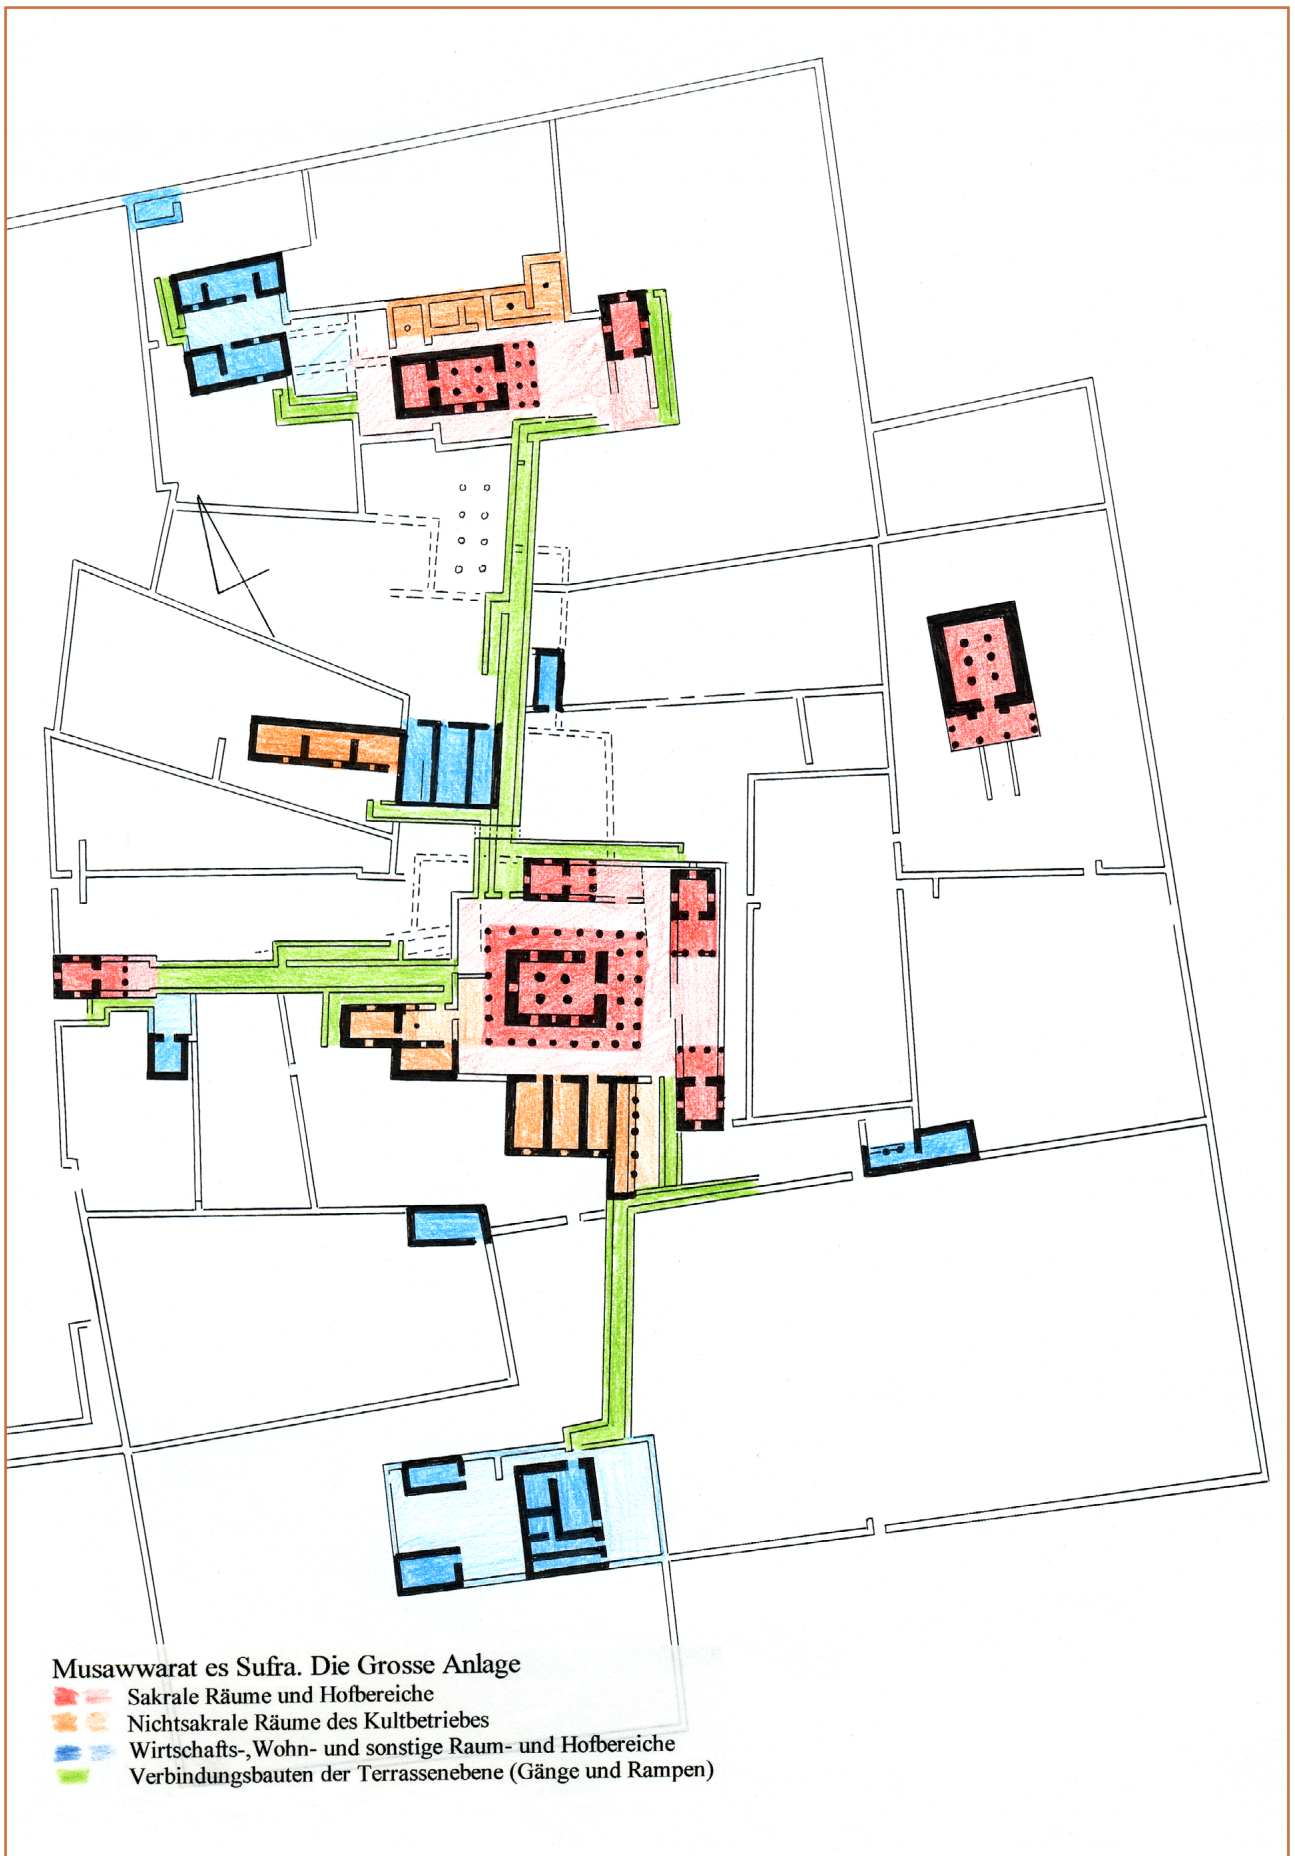 Musawwarat es Sufra. Die Grosse Anlage
Sakrale Räume und Hofbereiche
Nichtsakrale Räume des Kultbetriebes
Wirtschafts-,Wohn- und sonstige Raum- und Hofbereiche
Verbindungsbauten der Terrassenebene (Gänge und Rampen)